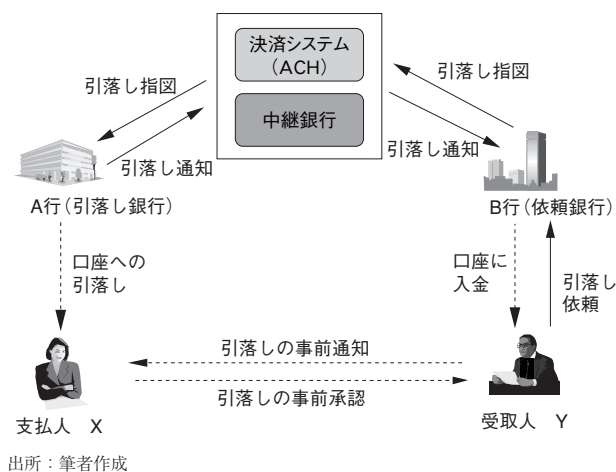 決済システム
（ACH）
中継銀行
引落し指図
引落し指図
引落し通知
引落し通知
A行（引落し銀行）
B行（依頼銀行）
口座への
引落し
口座に
入金
引落し
依頼
引落しの事前通知
引落しの事前承認
支払人　X
受取人　Y
出所：筆者作成